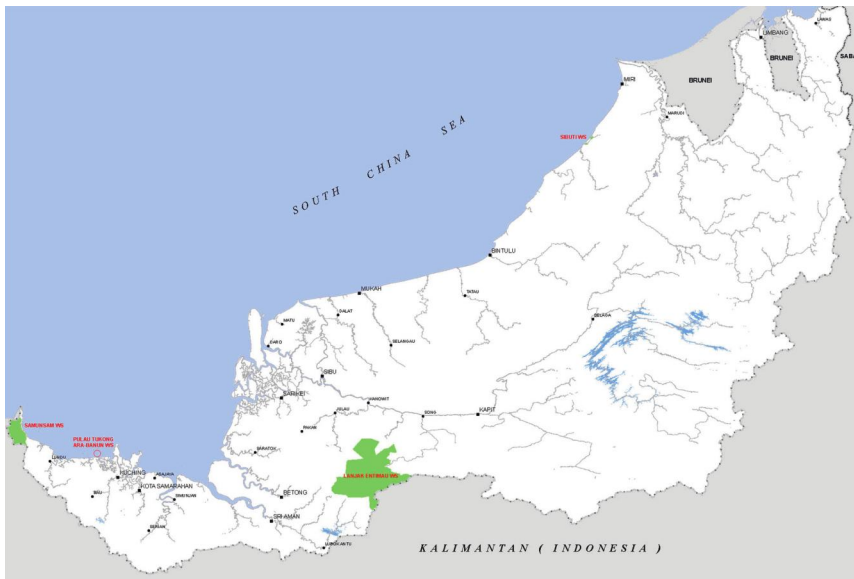 LAWAS
LIMBANG
BRUNEI
BRUNEI
MIRI
MARUDI
SIBUTI WS
SOUTH CHINA SEA
BINTULU
MUKAH
TATAU
DALAT
MATU
BELAGA
DARO
SELANGAU
SIBU
SARIKEI
KANOWIT
JULAU
SONG
KAPIT
SAMUNSAM WS
PAKAN
PULAU TUKONG
ARA-BANUN WS
SARATOK
LUNDU
KUCHING
ASAJAYA
LANJAK ENTIMAU WS
KOTA SAMARAHAN
BAU
SIMUNJAN
BETONG
SRI AMAN
SERIAN
LUBOK ANTU
KALIMANTAN ( INDONESIA )